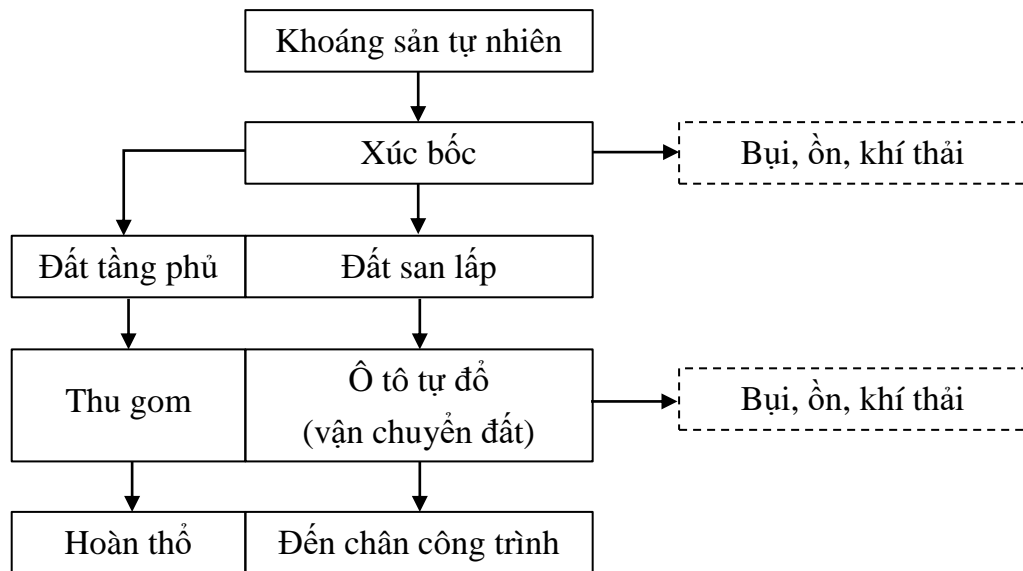 Khoáng sản tự nhiên
Xúc bốc
Bụi, ồn, khí thải
Đất tầng phủ
Đất san lấp
Thu gom
Ô tô tự đổ
(vận chuyển đất)
Bụi, ồn, khí thải
Hoàn thổ
Đến chân công trình